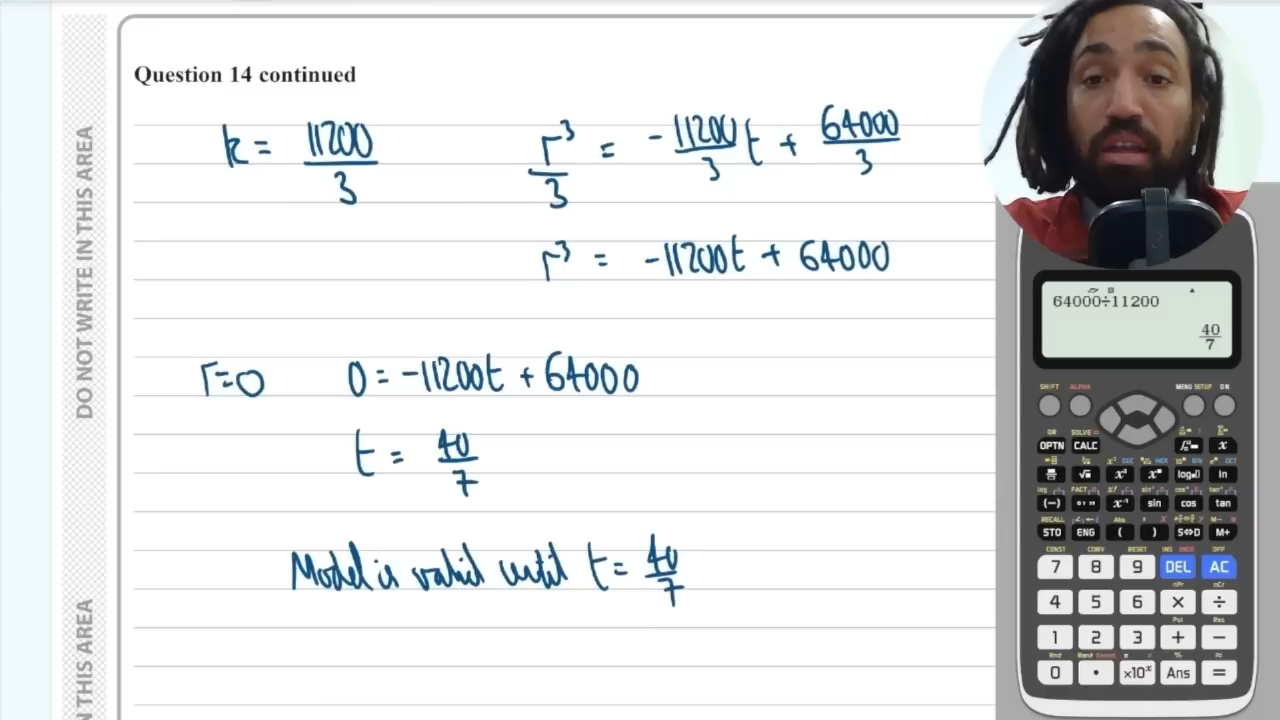 Question 14 continued
k = 11200/3
r³/3 = -11200/3 t + 64000/3
r³ = -11200t + 64000
r=0 0 = -11200t + 64000
t = 40/7
Model is valid until t = 40/7
DO NOT WRITE IN THIS AREA
N THIS AREA
64000÷11200
40/7
SHIFT ALPHA MENU SETUP ON
OPTN CALC x
x² log ln
(−) x⁻¹ sin cos tan
STO ENG ( ) S⇔D M+
7 8 9 DEL AC
4 5 6 × ÷
1 2 3 + −
0 • ×10ˣ Ans =